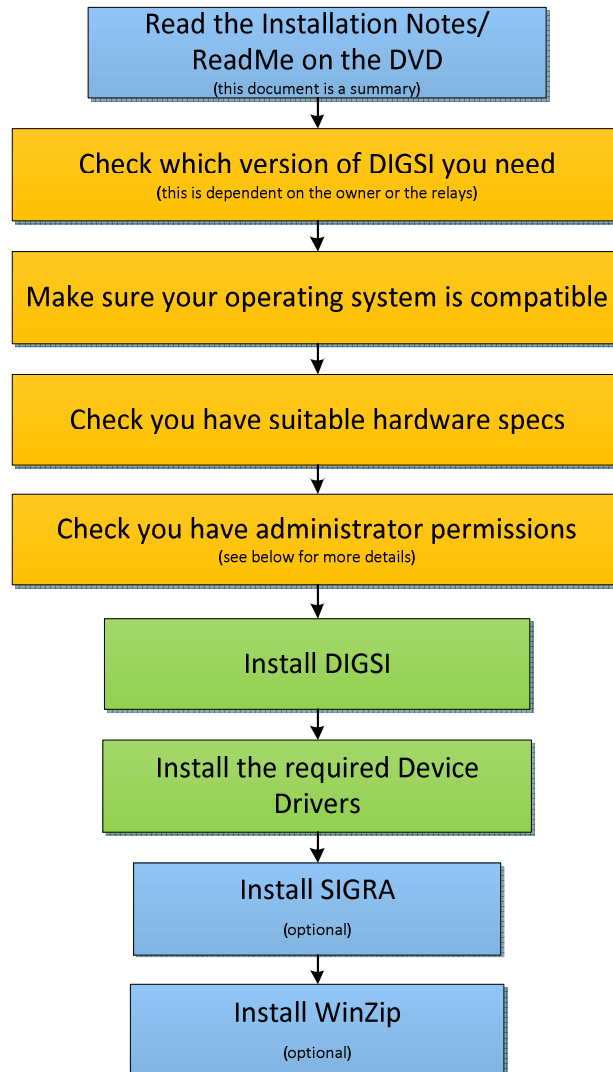 Read the Installation Notes/
ReadMe on the DVD
(this document is a summary)
Check which version of DIGSI you need
(this is dependent on the owner or the relays)
Make sure your operating system is compatible
Check you have suitable hardware specs
Check you have administrator permissions
(see below for more details)
Install DIGSI
Install the required Device
Drivers
Install SIGRA
(optional)
Install WinZip
(optional)